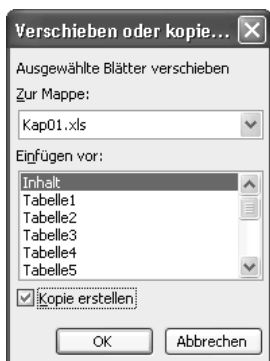 Verschieben oder kopie...
Ausgewählte Blätter verschieben
Zur Mappe:
Kap01.xls
Einfügen vor:
Inhalt
Tabelle1
Tabelle2
Tabelle3
Tabelle4
Tabelle5
Kopie erstellen
OK
Abbrechen